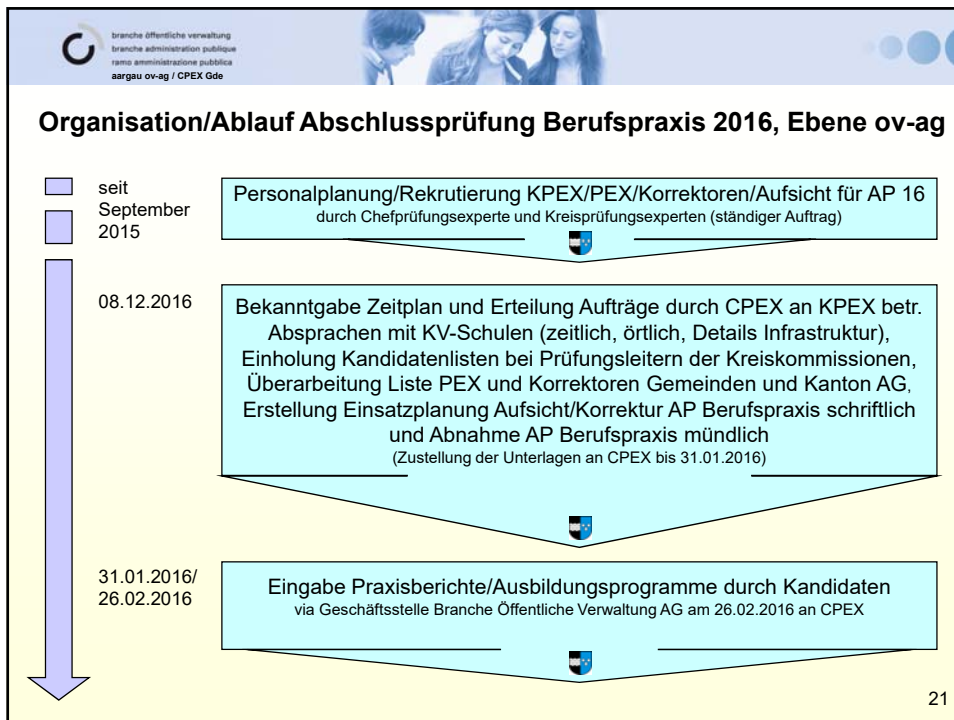 branche öffentliche verwaltung
branche administration publique
ramo amministrazione pubblica
aargau ov-ag / CPEX Gde
Organisation/Ablauf Abschlussprüfung Berufspraxis 2016, Ebene ov-ag
seit
September
2015
Personalplanung/Rekrutierung KPEX/PEX/Korrektoren/Aufsicht für AP 16
durch Chefprüfungsexperte und Kreisprüfungsexperten (ständiger Auftrag)
08.12.2016
Bekanntgabe Zeitplan und Erteilung Aufträge durch CPEX an KPEX betr.
Absprachen mit KV-Schulen (zeitlich, örtlich, Details Infrastruktur),
Einholung Kandidatenlisten bei Prüfungsleitern der Kreiskommissionen,
Überarbeitung Liste PEX und Korrektoren Gemeinden und Kanton AG,
Erstellung Einsatzplanung Aufsicht/Korrektur AP Berufspraxis schriftlich
und Abnahme AP Berufspraxis mündlich
(Zustellung der Unterlagen an CPEX bis 31.01.2016)
31.01.2016/
26.02.2016
Eingabe Praxisberichte/Ausbildungsprogramme durch Kandidaten
via Geschäftsstelle Branche Öffentliche Verwaltung AG am 26.02.2016 an CPEX
21